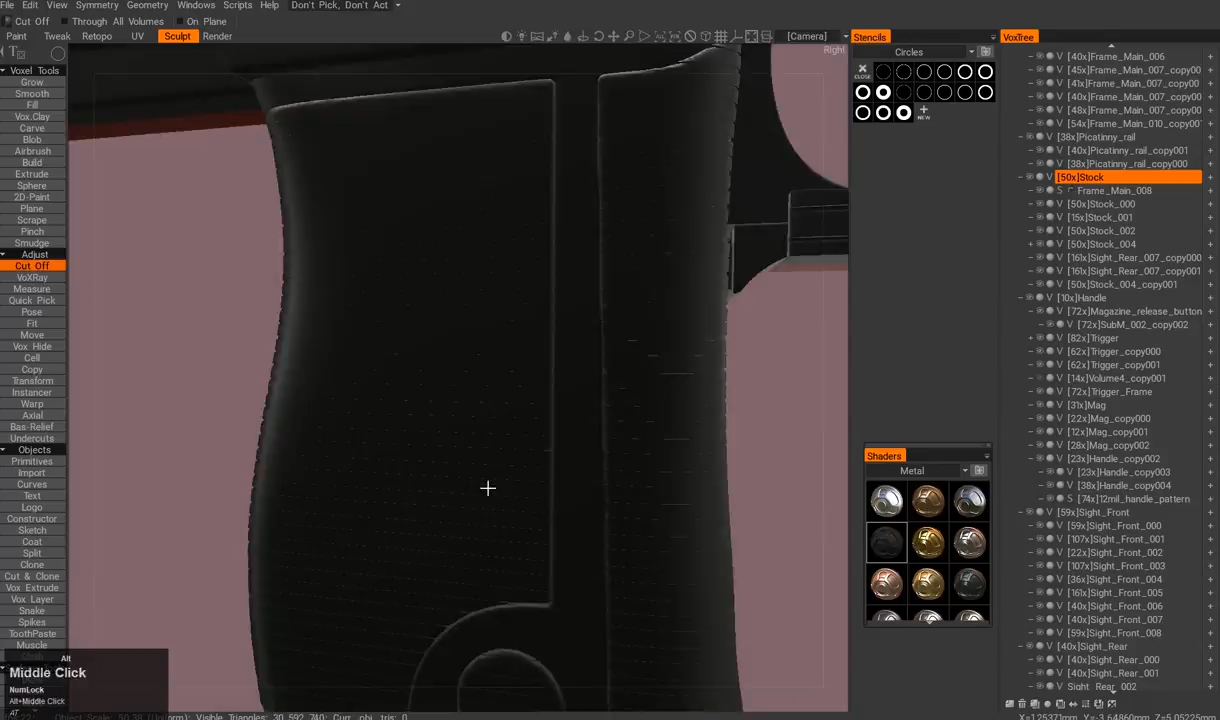 File Edit View Symmetry Geometry Windows Scripts Help Don't Pick, Don't Act
Cut Off Through All Volumes On Plane
Paint Tweak Retopo UV Sculpt Render [Camera]
Right
Voxel Tools
Grow
Smooth
Fill
Vox.Clay
Carve
Blob
Airbrush
Build
Extrude
Sphere
2D-Paint
Plane
Scrape
Pinch
Smudge
Adjust
Cut Off
VoXRay
Measure
Quick Pick
Pose
Fit
Move
Vox Hide
Cell
Copy
Transform
Instancer
Warp
Axial
Bas-Relief
Undercuts
Objects
Primitives
Import
Curves
Text
Logo
Constructor
Sketch
Coat
Split
Clone
Cut & Clone
Vox Extrude
Vox Layer
Snake
Spikes
ToothPaste
Muscle
Alt
Middle Click
NumLock
Alt+Middle Click
Stencils
Circles
CLOSE
NEW
Shaders
Metal
VoxTree
V [40x]Frame_Main_006
V [45x]Frame_Main_007_copy00
V [41x]Frame_Main_007_copy00
V [40x]Frame_Main_007_copy00
V [48x]Frame_Main_007_copy00
V [54x]Frame_Main_010_copy00
V [38x]Picatinny_rail
V [40x]Picatinny_rail_copy001
V [38x]Picatinny_rail_copy000
V [50x]Stock
S Frame_Main_008
V [50x]Stock_000
V [15x]Stock_001
V [50x]Stock_002
V [50x]Stock_004
V [161x]Sight_Rear_007_copy000
V [161x]Sight_Rear_007_copy001
V [50x]Stock_004_copy001
V [10x]Handle
V [72x]Magazine_release_button
V [72x]SubM_002_copy002
V [82x]Trigger
V [62x]Trigger_copy000
V [62x]Trigger_copy001
V [14x]Volume4_copy001
V [72x]Trigger_Frame
V [31x]Mag
V [22x]Mag_copy000
V [12x]Mag_copy001
V [28x]Mag_copy002
V [23x]Handle_copy002
V [23x]Handle_copy003
V [38x]Handle_copy004
S [74x]12mil_handle_pattern
V [59x]Sight_Front
V [59x]Sight_Front_000
V [107x]Sight_Front_001
V [22x]Sight_Front_002
V [107x]Sight_Front_003
V [36x]Sight_Front_004
V [161x]Sight_Front_005
V [40x]Sight_Front_006
V [40x]Sight_Front_007
V [59x]Sight_Front_008
V [40x]Sight_Rear
V [40x]Sight_Rear_000
V [40x]Sight_Rear_001
V Sight_Rear_002